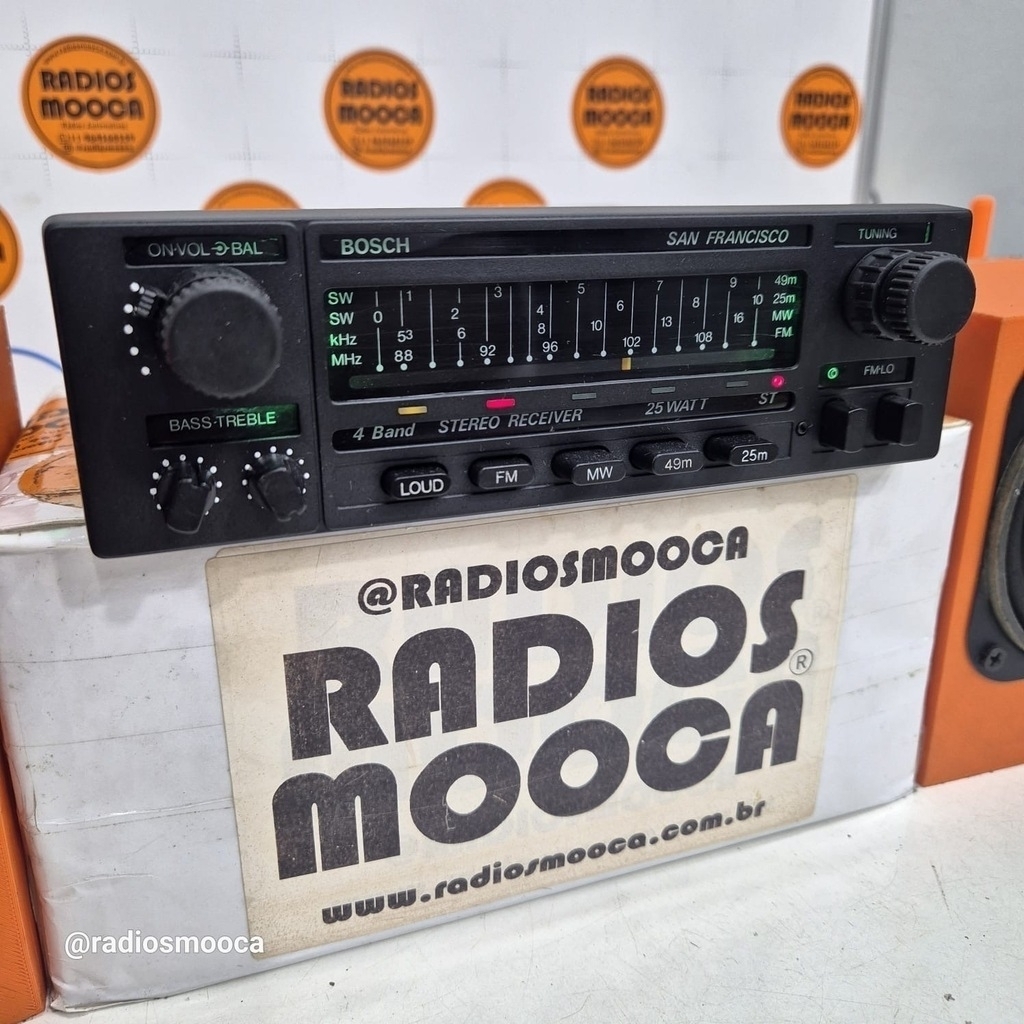 RADIOS
MOOCA
RADIOS
MOOCA
RADIOS
MOOCA
RADIOS
MOOCA
ON·VOL BAL
BOSCH
SAN FRANCISCO
TUNING
SW 1 3 5 7 9 49m
SW 0 2 4 6 8 10 25m
kHz 53 6 8 10 13 16 MW
MHz 88 92 96 102 108 FM
BASS·TREBLE
4 Band STEREO RECEIVER 25 WATT ST
FM·LO
LOUD
FM
MW
49m
25m
@RADIOSMOOCA
RADIOS
MOOCA
®
www.radiosmooca.com.br
@radiosmooca